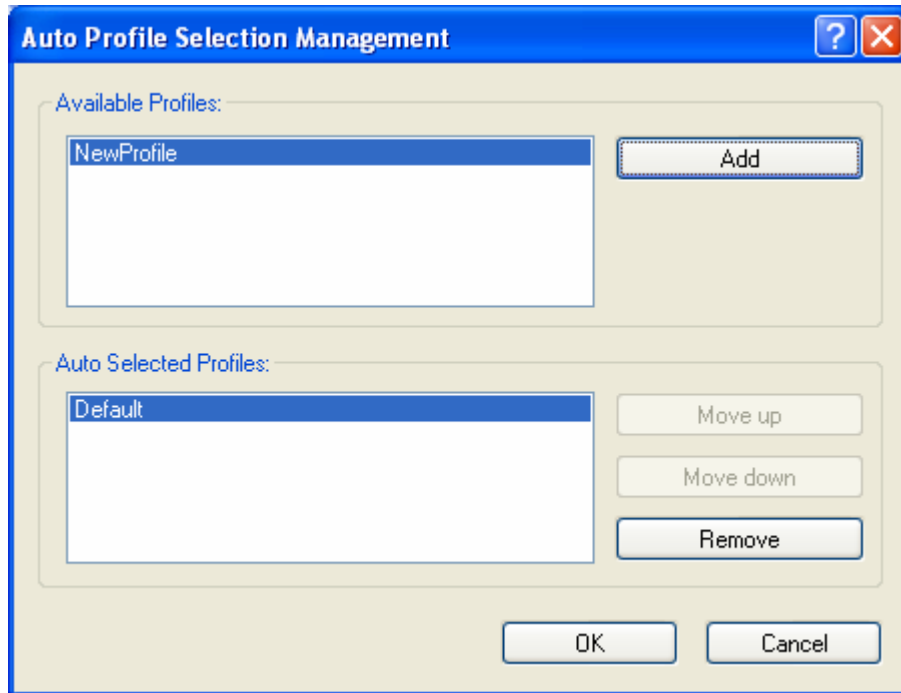 Auto Profile Selection Management ?
Available Profiles:
NewProfile
Add
Auto Selected Profiles:
Default
Move up
Move down
Remove
OK
Cancel